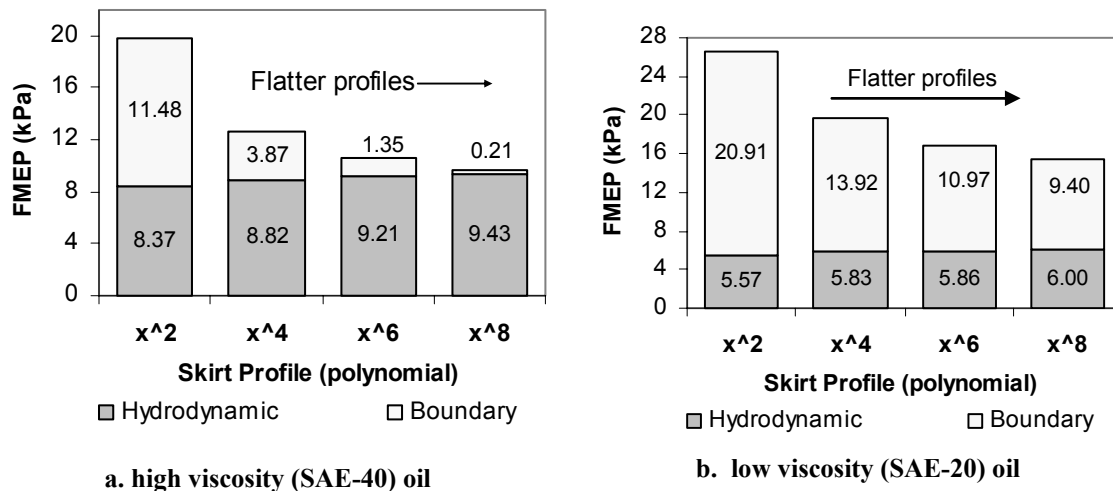 20
16
12
8
4
0
FMEP (kPa)
Flatter profiles
11.48
3.87
1.35
0.21
8.37
8.82
9.21
9.43
x^2
x^4
x^6
x^8
Skirt Profile (polynomial)
Hydrodynamic
Boundary
a. high viscosity (SAE-40) oil
28
24
20
16
12
8
4
0
FMEP (kPa)
Flatter profiles
20.91
13.92
10.97
9.40
5.57
5.83
5.86
6.00
x^2
x^4
x^6
x^8
Skirt Profile (polynomial)
Hydrodynamic
Boundary
b. low viscosity (SAE-20) oil